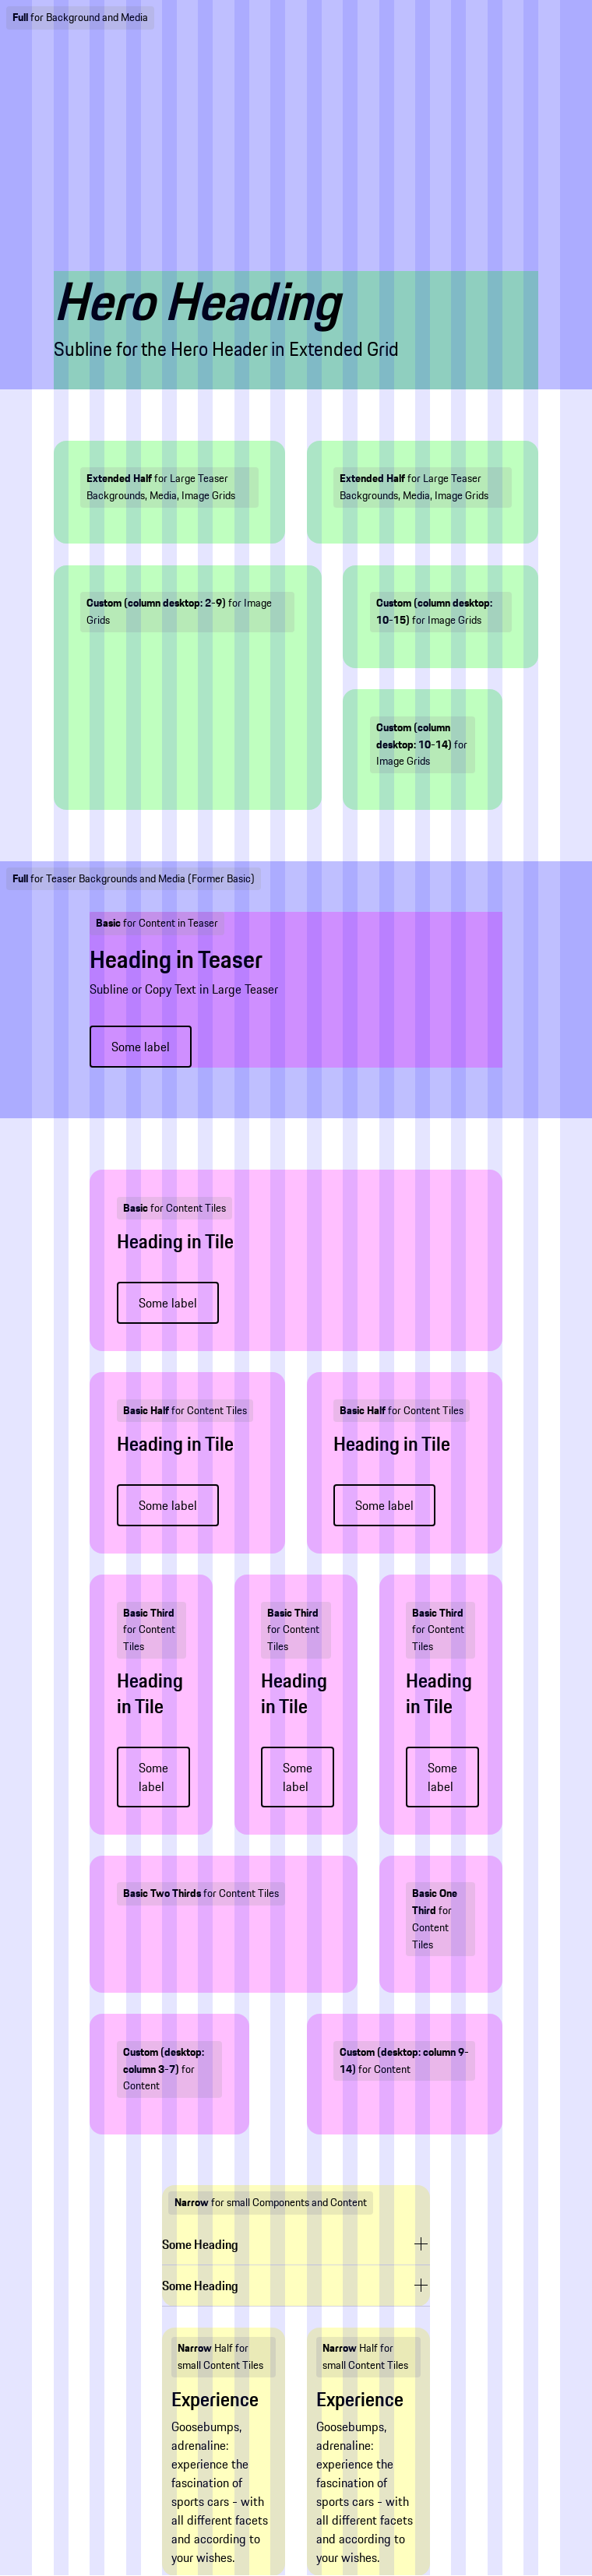 Full for Background and Media
Hero Heading
Subline for the Hero Header in Extended Grid
Extended Half for Large Teaser
Backgrounds, Media, Image Grids
Extended Half for Large Teaser
Backgrounds, Media, Image Grids
Custom (column desktop: 2-9) for Image
Grids
Custom (column desktop:
10-15) for Image Grids
Custom (column
desktop: 10-14) for
Image Grids
Full for Teaser Backgrounds and Media (Former Basic)
Basic for Content in Teaser
Heading in Teaser
Subline or Copy Text in Large Teaser
Some label
Basic for Content Tiles
Heading in Tile
Some label
Basic Half for Content Tiles
Heading in Tile
Some label
Basic Half for Content Tiles
Heading in Tile
Some label
Basic Third
for Content
Tiles
Heading
in Tile
Some
label
Basic Third
for Content
Tiles
Heading
in Tile
Some
label
Basic Third
for Content
Tiles
Heading
in Tile
Some
label
Basic Two Thirds for Content Tiles
Basic One
Third for
Content
Tiles
Custom (desktop:
column 3-7) for
Content
Custom (desktop: column 9-
14) for Content
Narrow for small Components and Content
Some Heading
Some Heading
Narrow Half for
small Content Tiles
Experience
Goosebumps,
adrenaline:
experience the
fascination of
sports cars - with
all different facets
and according to
your wishes.
Narrow Half for
small Content Tiles
Experience
Goosebumps,
adrenaline:
experience the
fascination of
sports cars - with
all different facets
and according to
your wishes.